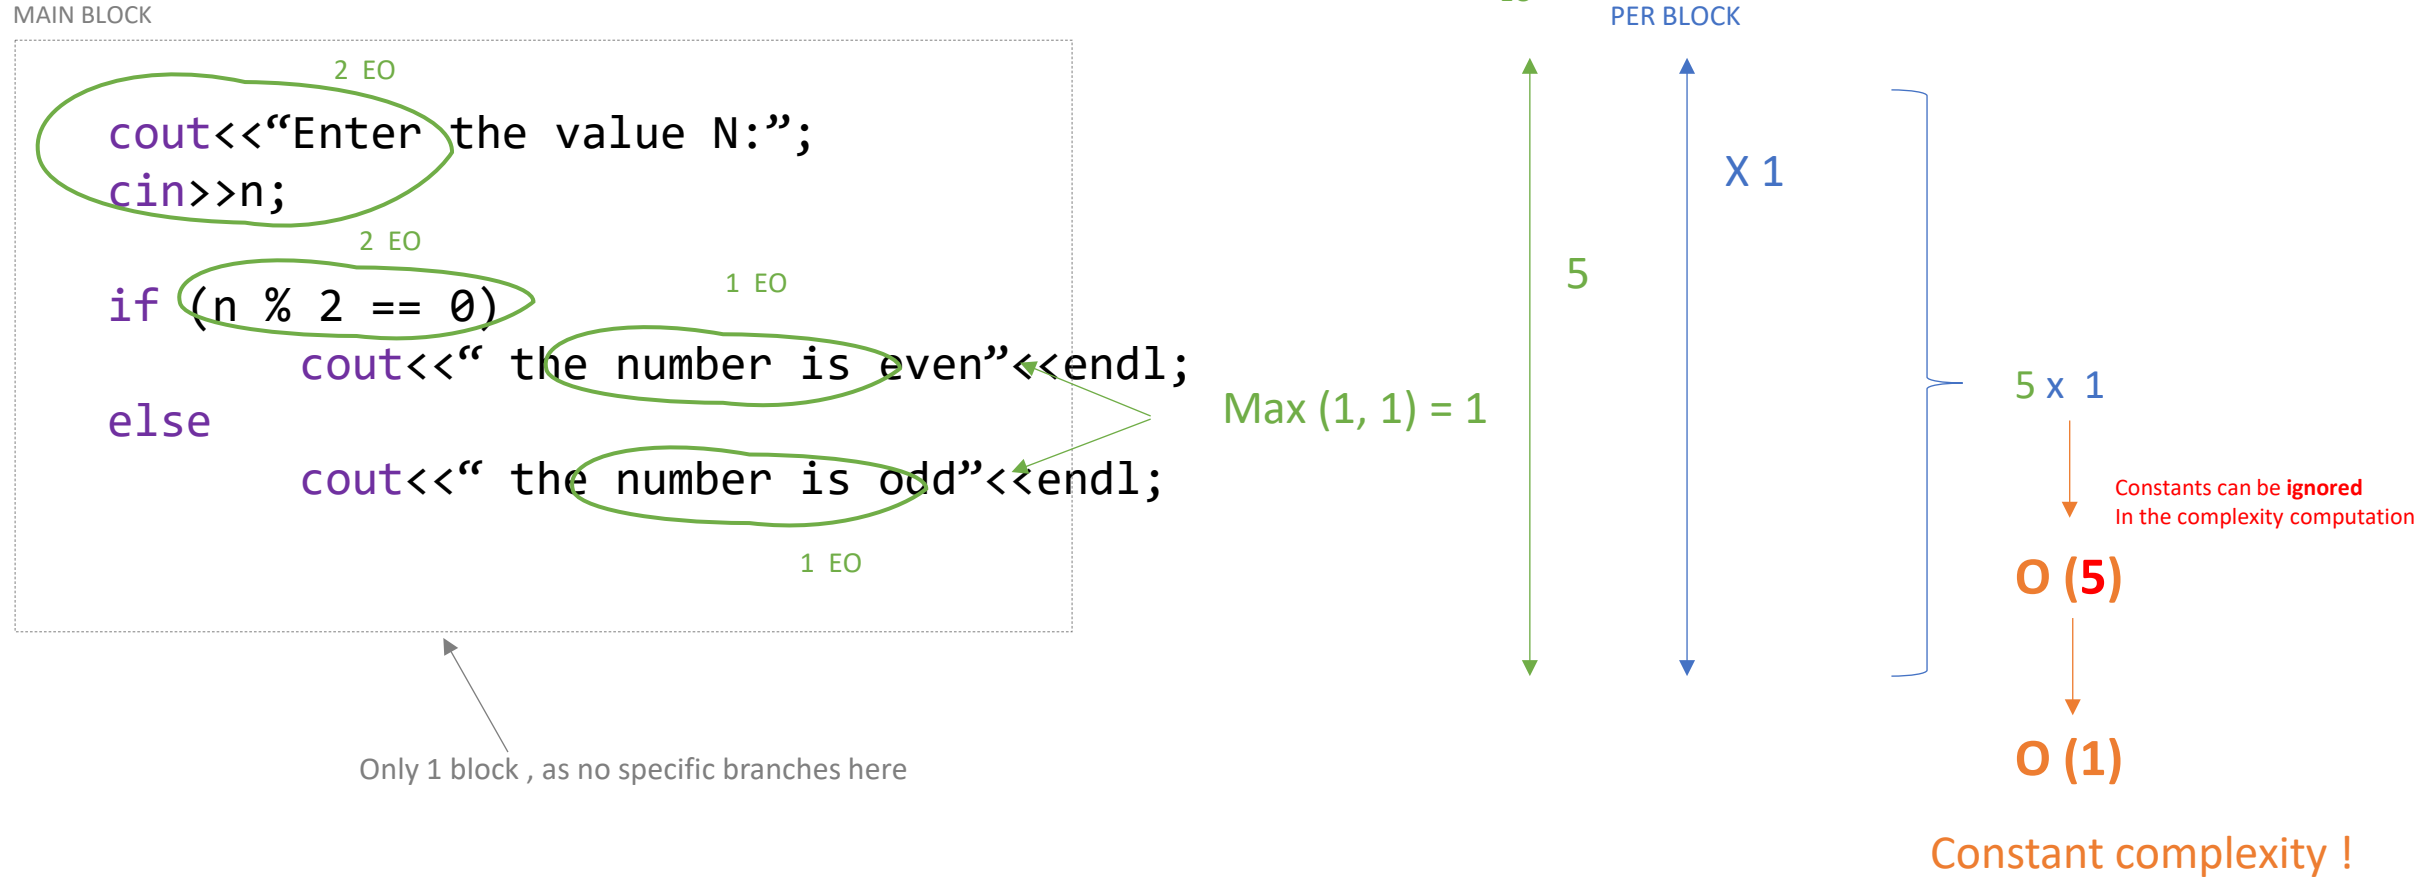 MAIN BLOCK
PER BLOCK
2 EO
cout<<“Enter the value N:”;
cin>>n;
X 1
2 EO
if (n % 2 == 0)
1 EO
5
cout<<“ the number is even”<<endl;
else
Max (1, 1) = 1
5 x 1
cout<<“ the number is odd”<<endl;
Constants can be ignored
In the complexity computation
1 EO
O (5)
Only 1 block , as no specific branches here
O (1)
Constant complexity !